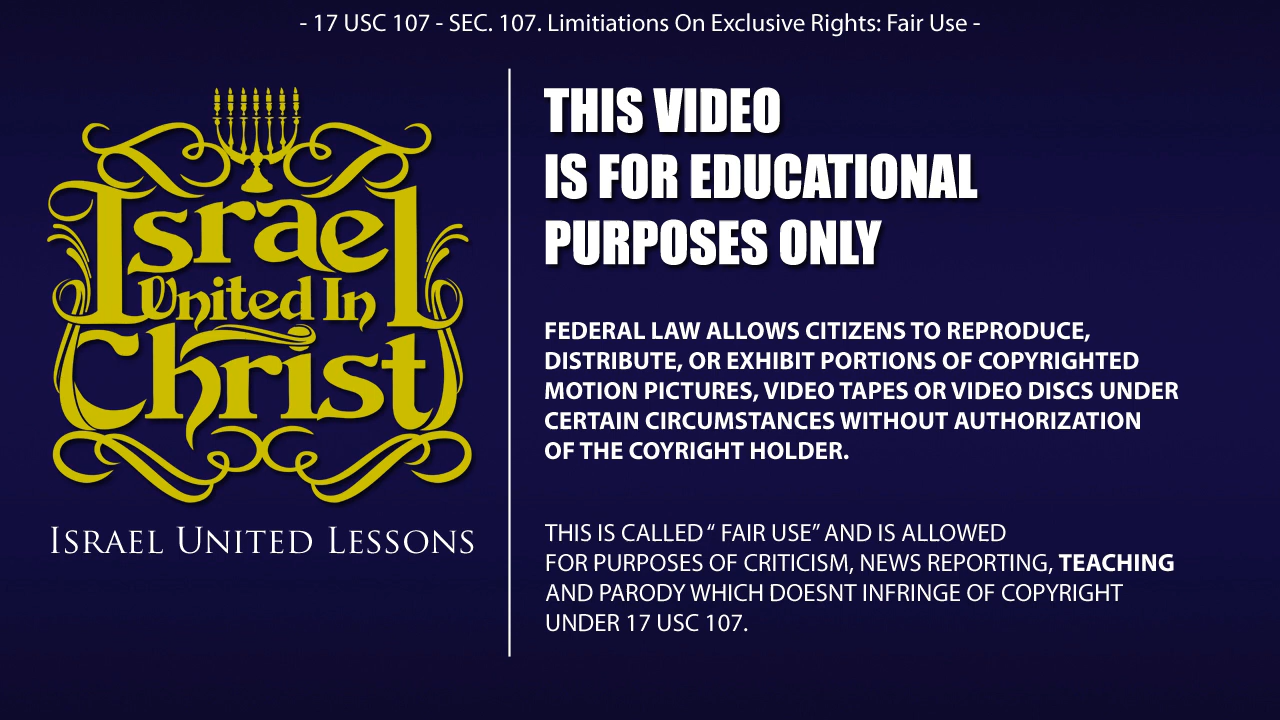 - 17 USC 107 - SEC. 107. Limitiations On Exclusive Rights: Fair Use -
Israel
United In
Christ
ISRAEL UNITED LESSONS
THIS VIDEO
IS FOR EDUCATIONAL
PURPOSES ONLY
FEDERAL LAW ALLOWS CITIZENS TO REPRODUCE,
DISTRIBUTE, OR EXHIBIT PORTIONS OF COPYRIGHTED
MOTION PICTURES, VIDEO TAPES OR VIDEO DISCS UNDER
CERTAIN CIRCUMSTANCES WITHOUT AUTHORIZATION
OF THE COYRIGHT HOLDER.
THIS IS CALLED “ FAIR USE” AND IS ALLOWED
FOR PURPOSES OF CRITICISM, NEWS REPORTING, TEACHING
AND PARODY WHICH DOESNT INFRINGE OF COPYRIGHT
UNDER 17 USC 107.